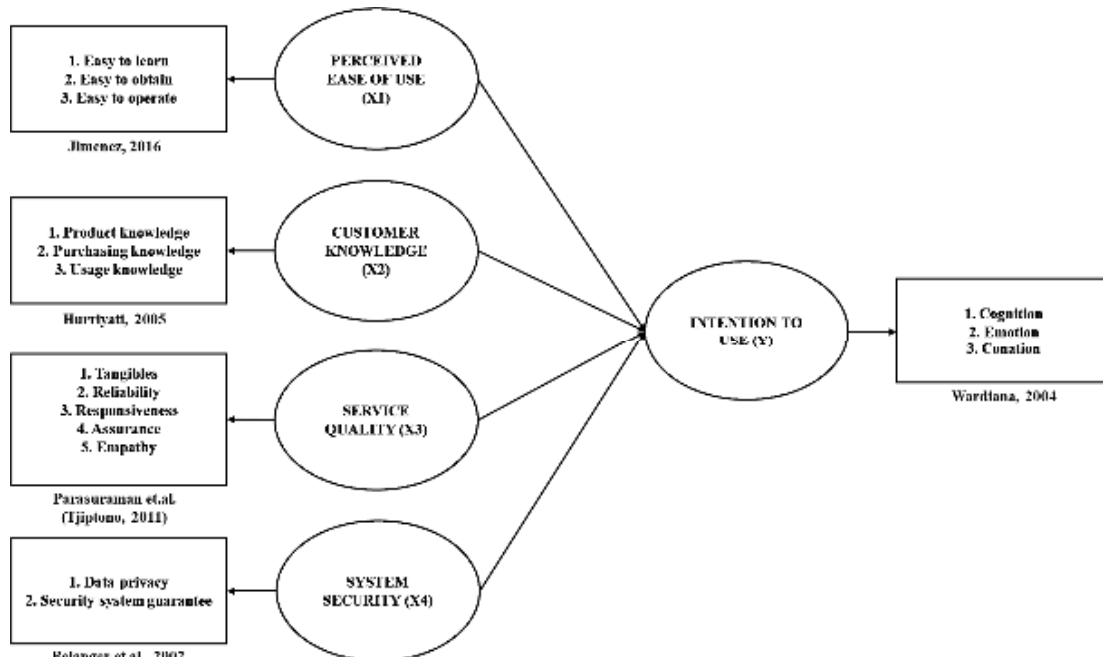 1. Easy to learn
2. Easy to obtain
3. Easy to operate
Jimenez, 2016
PERCEIVED
EASE OF USE
(X1)
1. Product knowledge
2. Purchasing knowledge
3. Usage knowledge
Hurriyati, 2005
CUSTOMER
KNOWLEDGE
(X2)
1. Tangibles
2. Reliability
3. Responsiveness
4. Assurance
5. Empathy
Parasuraman et.al.
(Tjiptono, 2011)
SERVICE
QUALITY (X3)
1. Data privacy
2. Security system guarantee
et al., 2002
SYSTEM
SECURITY (X4)
INTENTION TO
USE (Y)
1. Cognition
2. Emotion
3. Conation
Wardiana, 2004